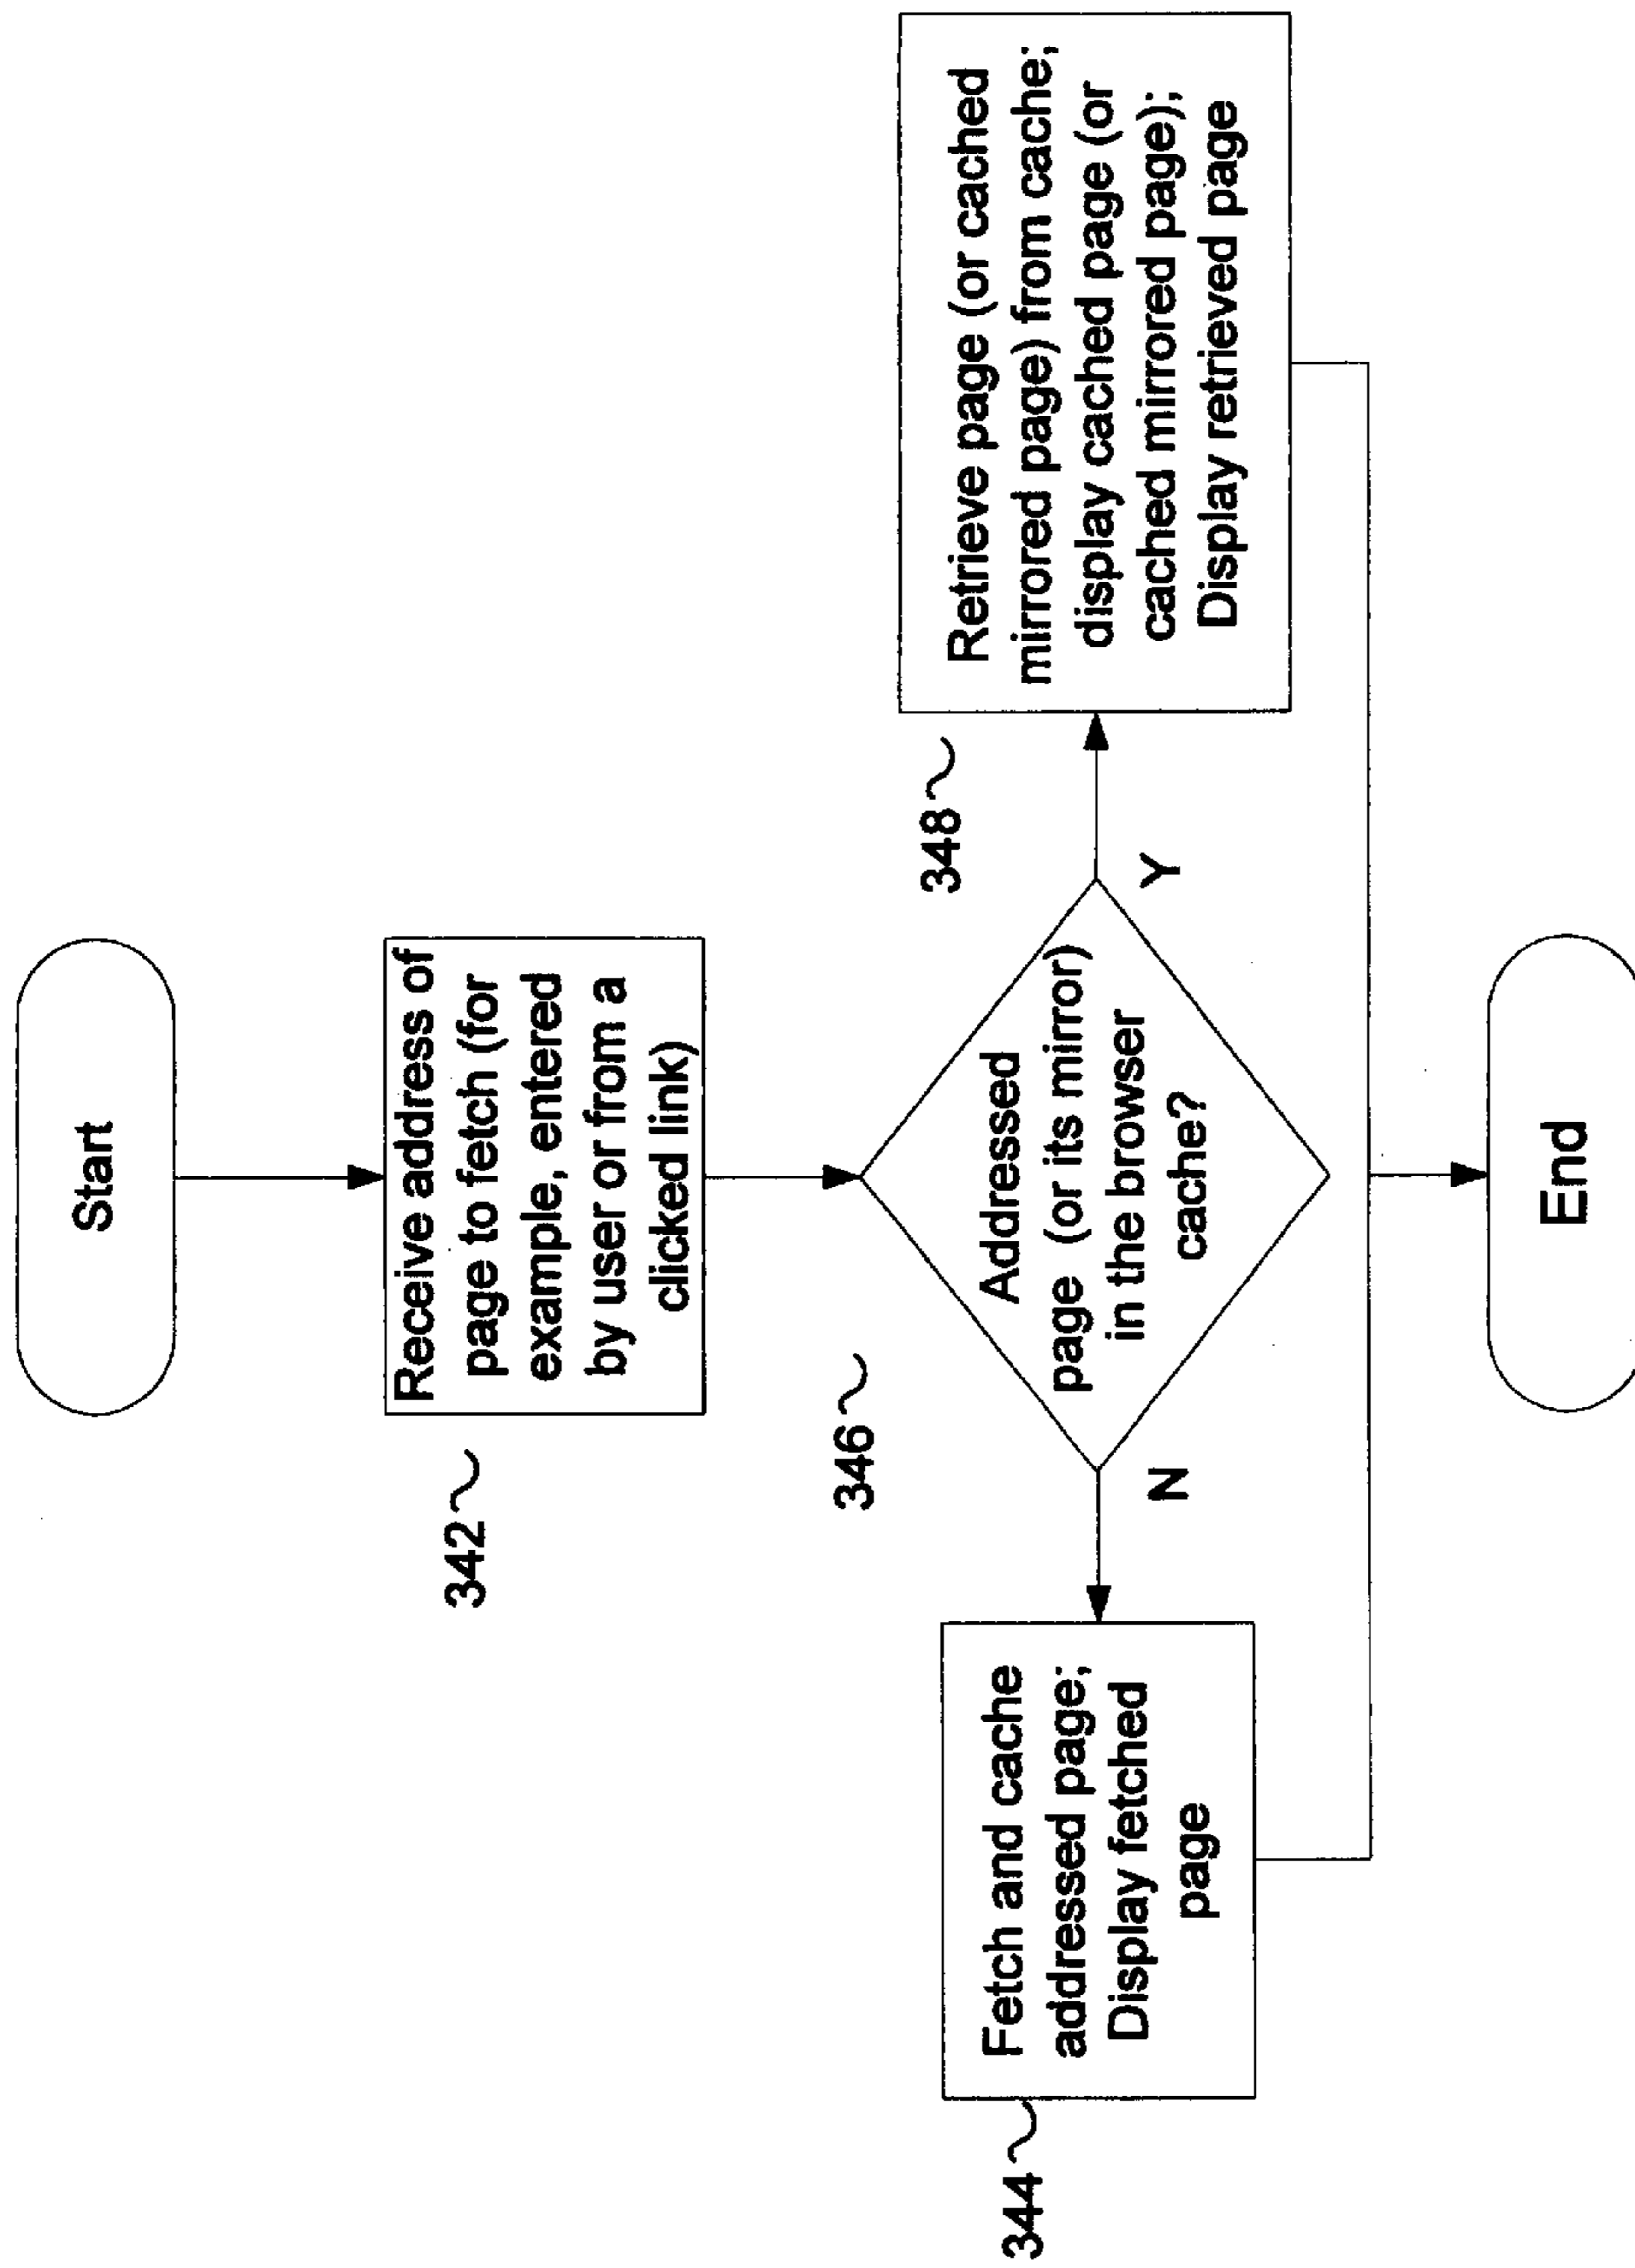 Start
342
Receive address of
page to fetch (for
example, entered
by user or from a
clicked link)
346
Addressed
page (or its mirror)
in the browser
cache?
N
Y
344
Fetch and cache
addressed page;
Display fetched
page
348
Retrieve page (or cached
mirrored page) from cache;
display cached page (or
cached mirrored page);
Display retrieved page
End